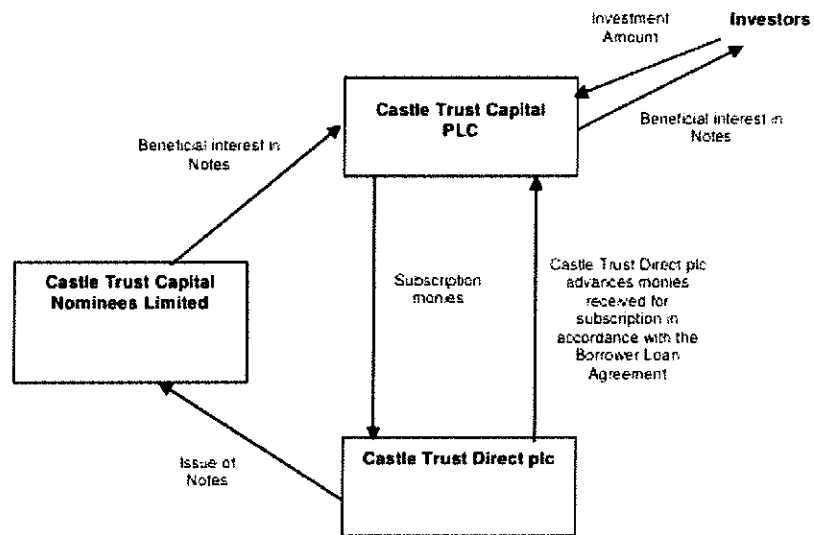 Investment
Amount
Investors
Castle Trust Capital
PLC
Beneficial interest in
Notes
Beneficial interest in
Notes
Castle Trust Capital
Nominees Limited
Subscription
monies
Castle Trust Direct plc
advances monies
received for
subscription in
accordance with the
Borrower Loan
Agreement
Issue of
Notes
Castle Trust Direct plc